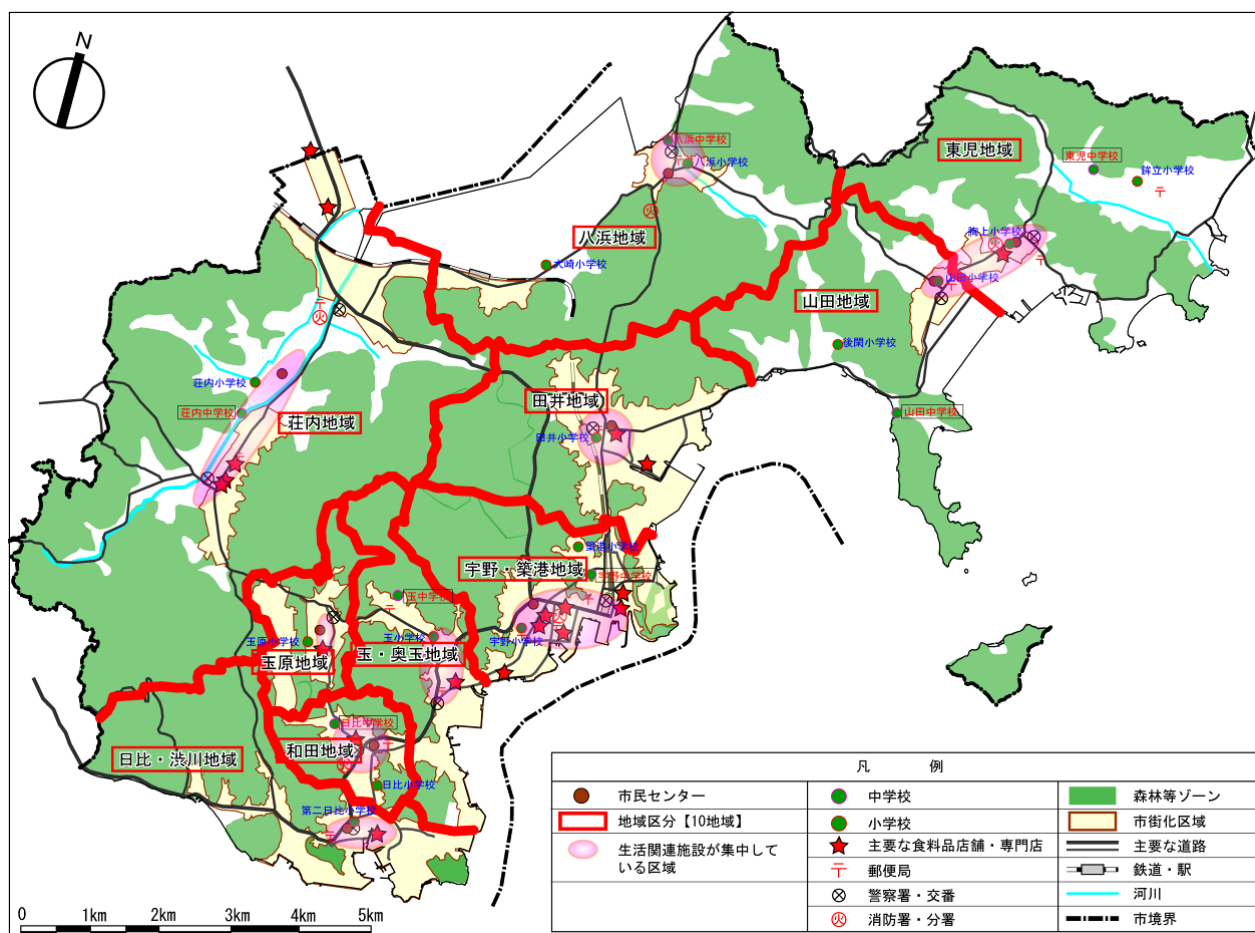 N
八浜中学校
八浜小学校
東児地域
東児中学校
鉾立小学校
八浜地域
大崎小学校
胸上小学校
山田小学校
山田地域
後閑小学校
山田中学校
荘内小学校
荘内中学校
荘内地域
田井地域
田井小学校
築港小学校
宇野・築港地域
宇野中学校
玉中学校
宇野小学校
玉小学校
玉原小学校
玉原地域
玉・奥玉地域
日比中学校
日比・渋川地域
和田地域
日比小学校
第二日比小学校
凡 例
市民センター
中学校
森林等ゾーン
地域区分【10地域】
小学校
市街化区域
生活関連施設が集中して
いる区域
主要な食料品店舗・専門店
主要な道路
郵便局
鉄道・駅
警察署・交番
河川
消防署・分署
市境界
0 1km 2km 3km 4km 5km